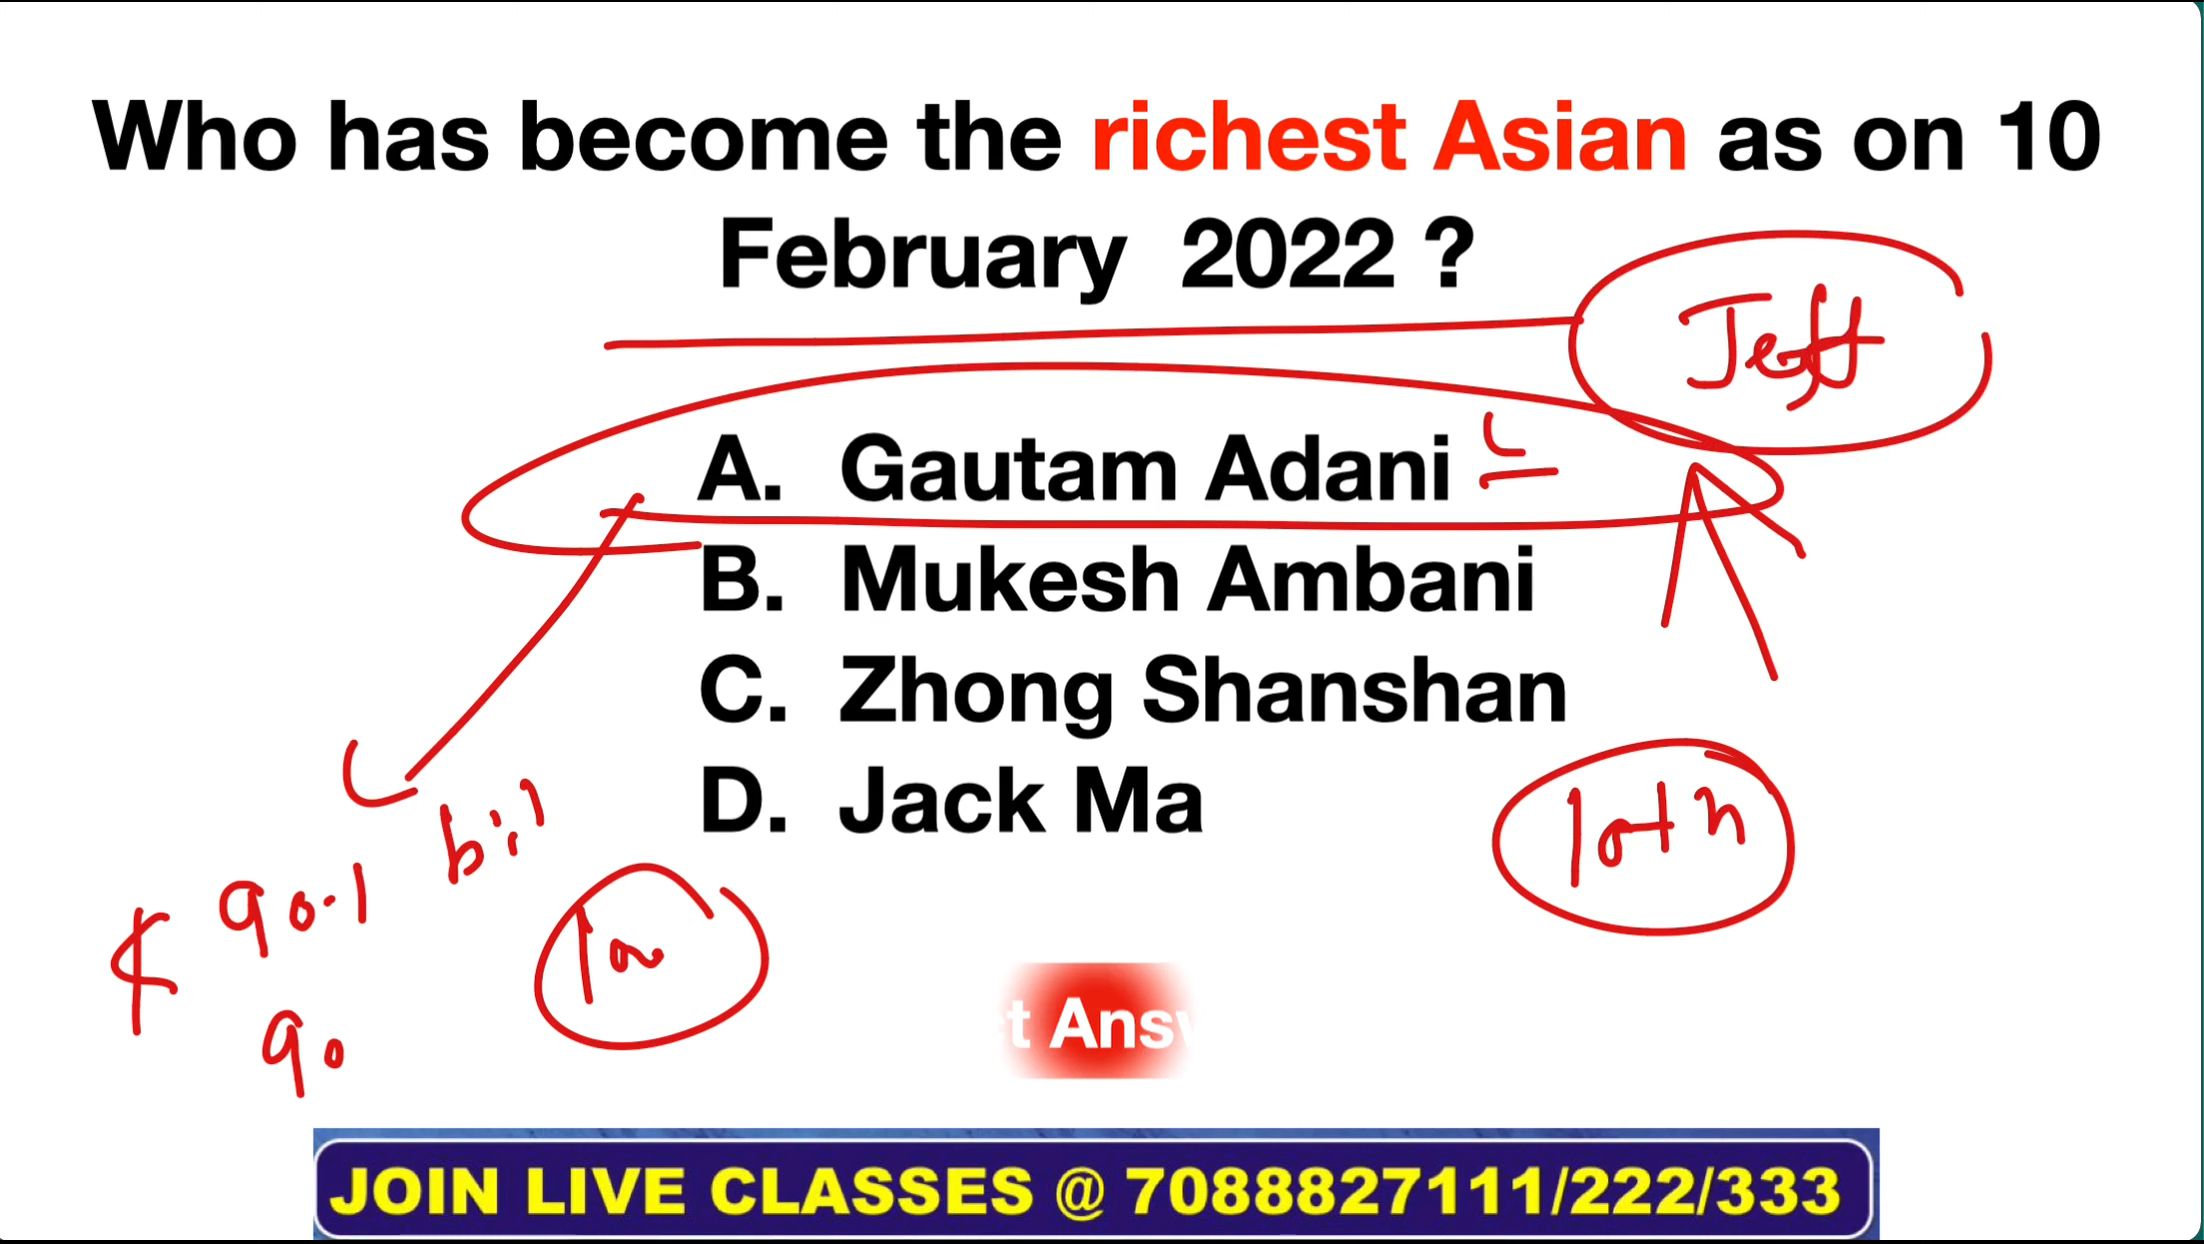 Who has become the richest Asian as on 10
February 2022 ?
Jeff
A. Gautam Adani
B. Mukesh Ambani
C. Zhong Shanshan
D. Jack Ma
10th
90.1 bil
90
t Ans
JOIN LIVE CLASSES @ 7088827111/222/333